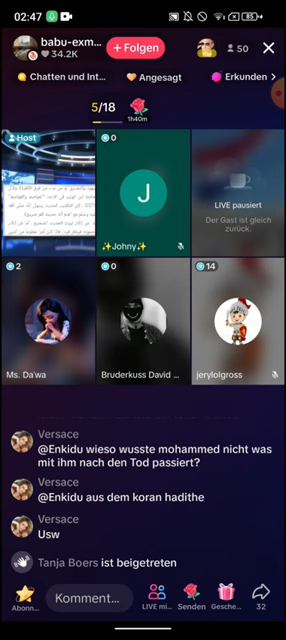 02:47
85
babu-exm...
34.2K
+ Folgen
50
Chatten und Int...
Angesagt
Erkunden >
5/18
1h40m
Host
0
J
✨Johny✨
LIVE pausiert
Der Gast ist gleich
zurück.
2
Ms. Da'wa
0
Bruderkuss David ...
14
jerylolgross
Versace
@Enkidu wieso wusste mohammed nicht was
mit ihm nach den Tod passiert?
Versace
@Enkidu aus dem koran hadithe
Versace
Usw
Tanja Boers ist beigetreten
Abonn...
Komment...
LIVE mi...
Senden
Gesche...
32